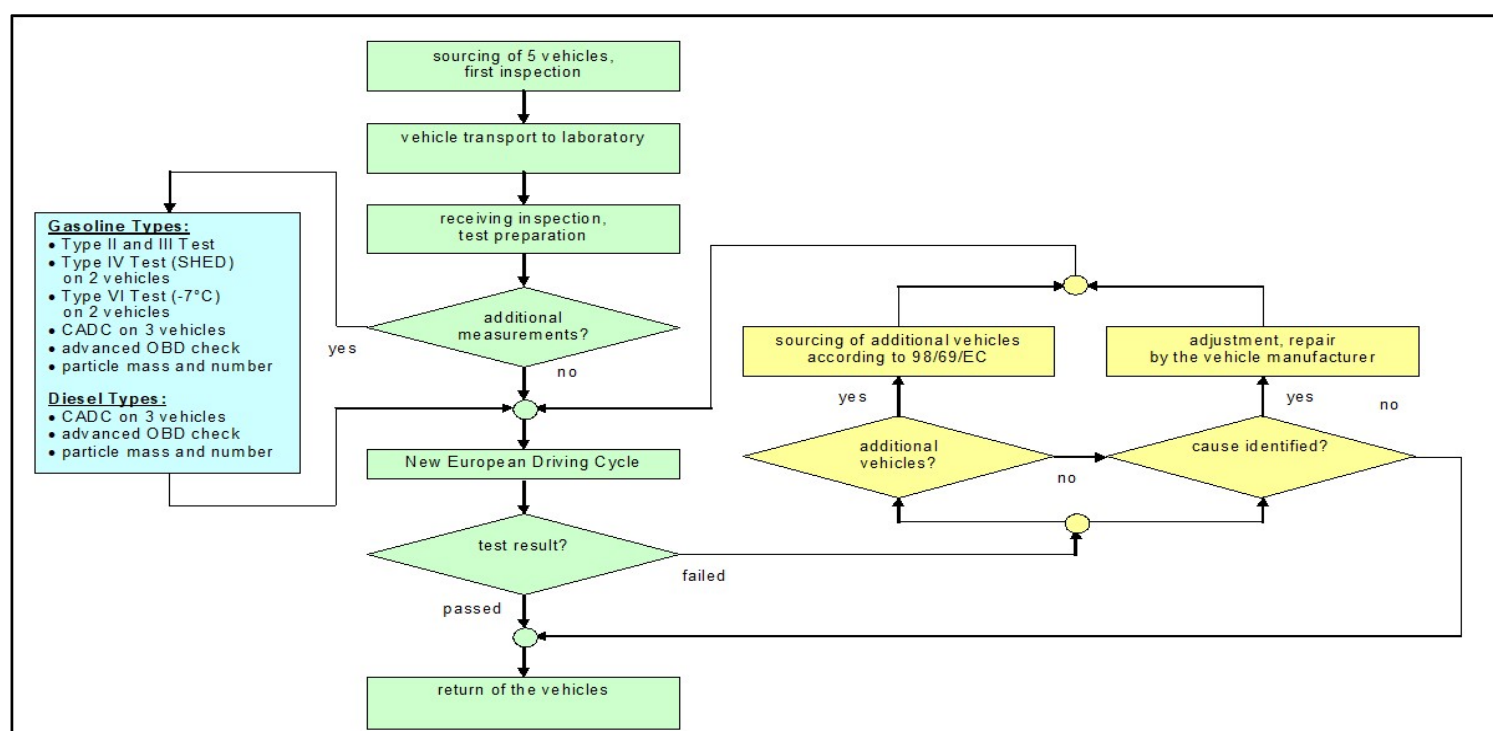 sourcing of 5 vehicles,
first inspection
vehicle transport to laboratory
receiving inspection,
test preparation
additional
measurements?
yes
no
Gasoline Types:
• Type II and III Test
• Type IV Test (SHED)
on 2 vehicles
• Type VI Test (-7°C)
on 2 vehicles
• CADC on 3 vehicles
• advanced OBD check
• particle mass and number
Diesel Types:
• CADC on 3 vehicles
• advanced OBD check
• particle mass and number
New European Driving Cycle
test result?
failed
passed
return of the vehicles
sourcing of additional vehicles
according to 98/69/EC
yes
additional
vehicles?
no
adjustment, repair
by the vehicle manufacturer
yes
no
cause identified?